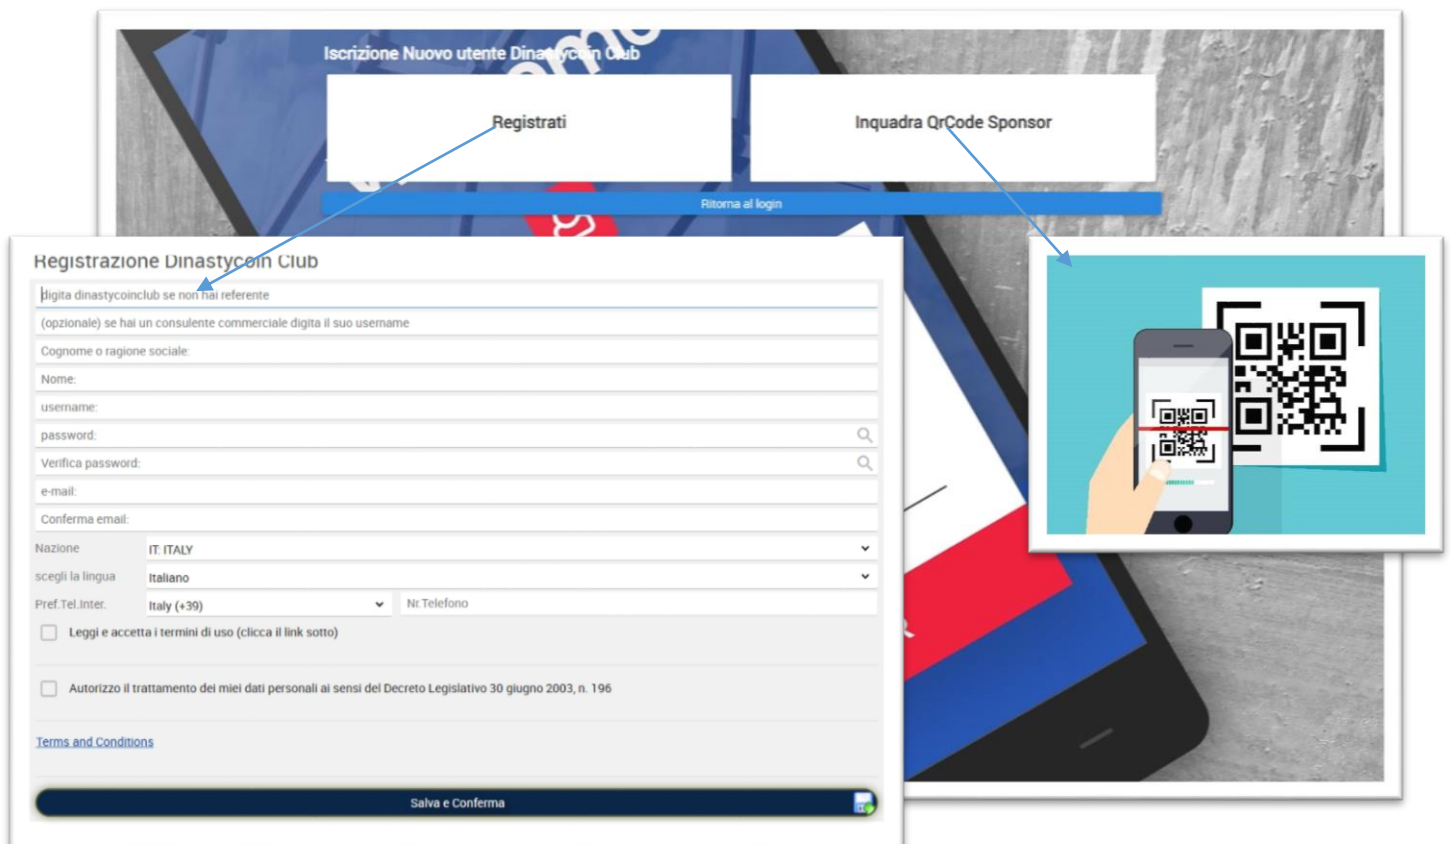 Iscrizione Nuovo utente Dinastycoin Club
Registrati
Inquadra QrCode Sponsor
Ritorna al login
Registrazione Dinastycoin Club
digita dinastycoinclub se non hai referente
(opzionale) se hai un consulente commerciale digita il suo username
Cognome o ragione sociale:
Nome:
username:
password:
Verifica password:
e-mail:
Conferma email:
Nazione IT: ITALY
scegli la lingua Italiano
Pref.Tel.Inter. Italy (+39) Nr.Telefono
Leggi e accetta i termini di uso (clicca il link sotto)
Autorizzo il trattamento dei miei dati personali ai sensi del Decreto Legislativo 30 giugno 2003, n. 196
Terms and Conditions
Salva e Conferma